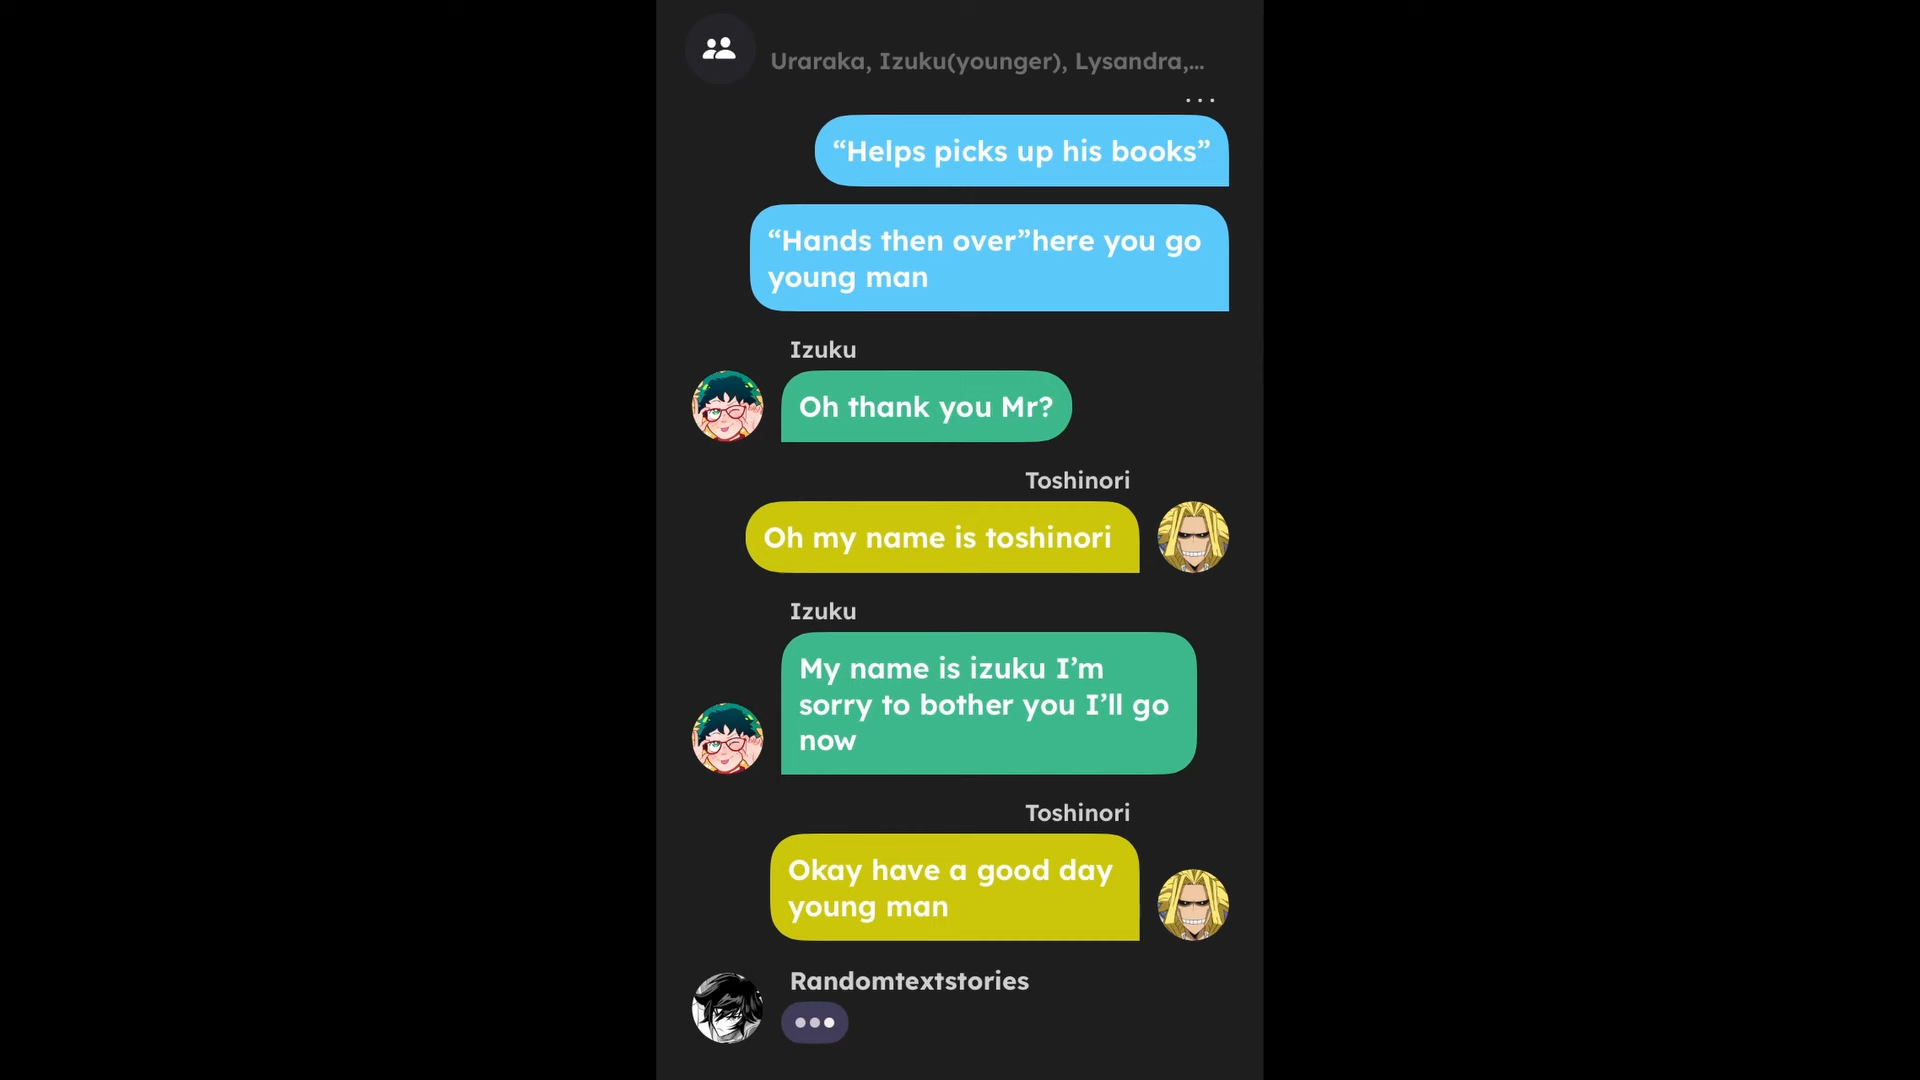 Uraraka, Izuku(younger), Lysandra,...
...
“Helps picks up his books”
“Hands then over”here you go
young man
Izuku
Oh thank you Mr?
Toshinori
Oh my name is toshinori
Izuku
My name is izuku I’m
sorry to bother you I’ll go
now
Toshinori
Okay have a good day
young man
Randomtextstories